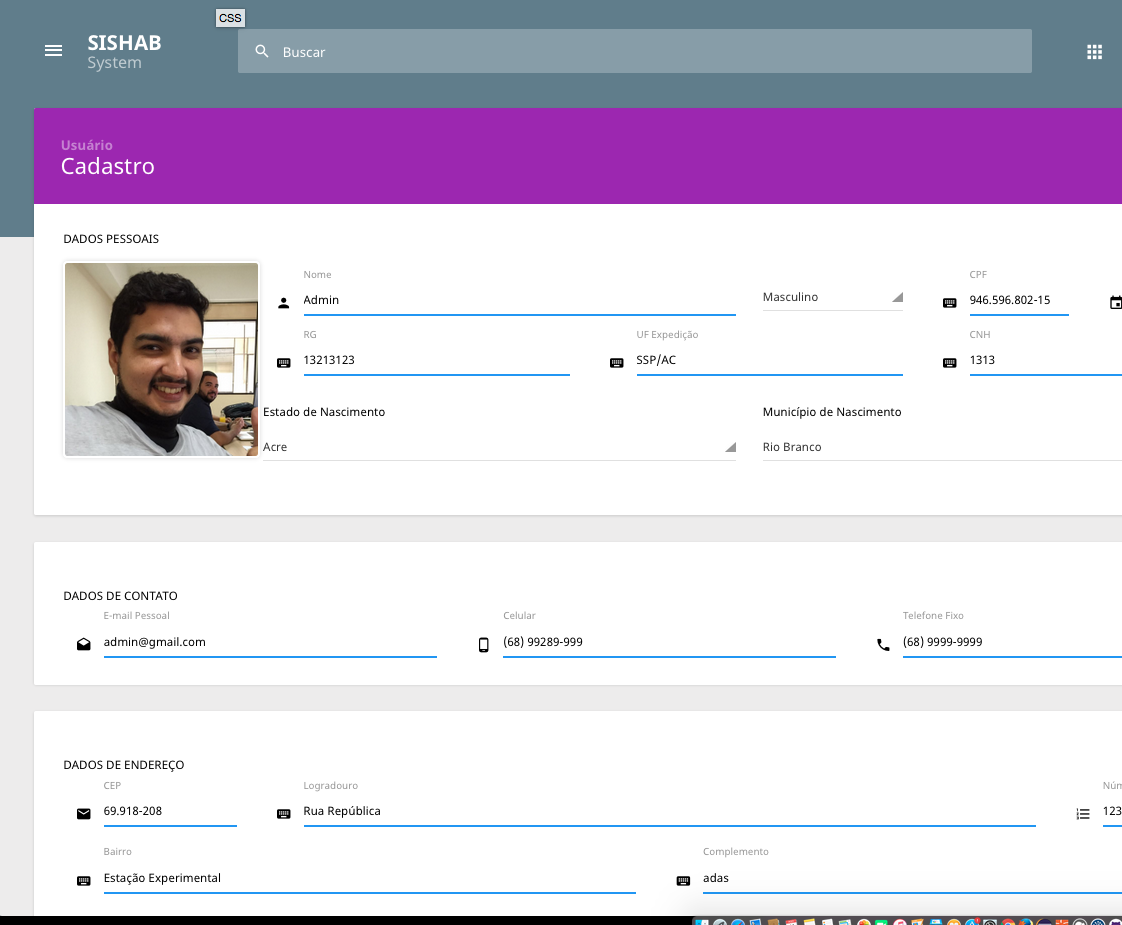 CSS
SISHAB
System
Buscar
Usuário
Cadastro
DADOS PESSOAIS
Nome
CPF
Admin
Masculino
946.596.802-15
RG
UF Expedição
CNH
13213123
SSP/AC
1313
Estado de Nascimento
Município de Nascimento
Acre
Rio Branco
DADOS DE CONTATO
E-mail Pessoal
Celular
Telefone Fixo
admin@gmail.com
(68) 99289-999
(68) 9999-9999
DADOS DE ENDEREÇO
CEP
Logradouro
Núm
69.918-208
Rua República
123
Bairro
Complemento
Estação Experimental
adas